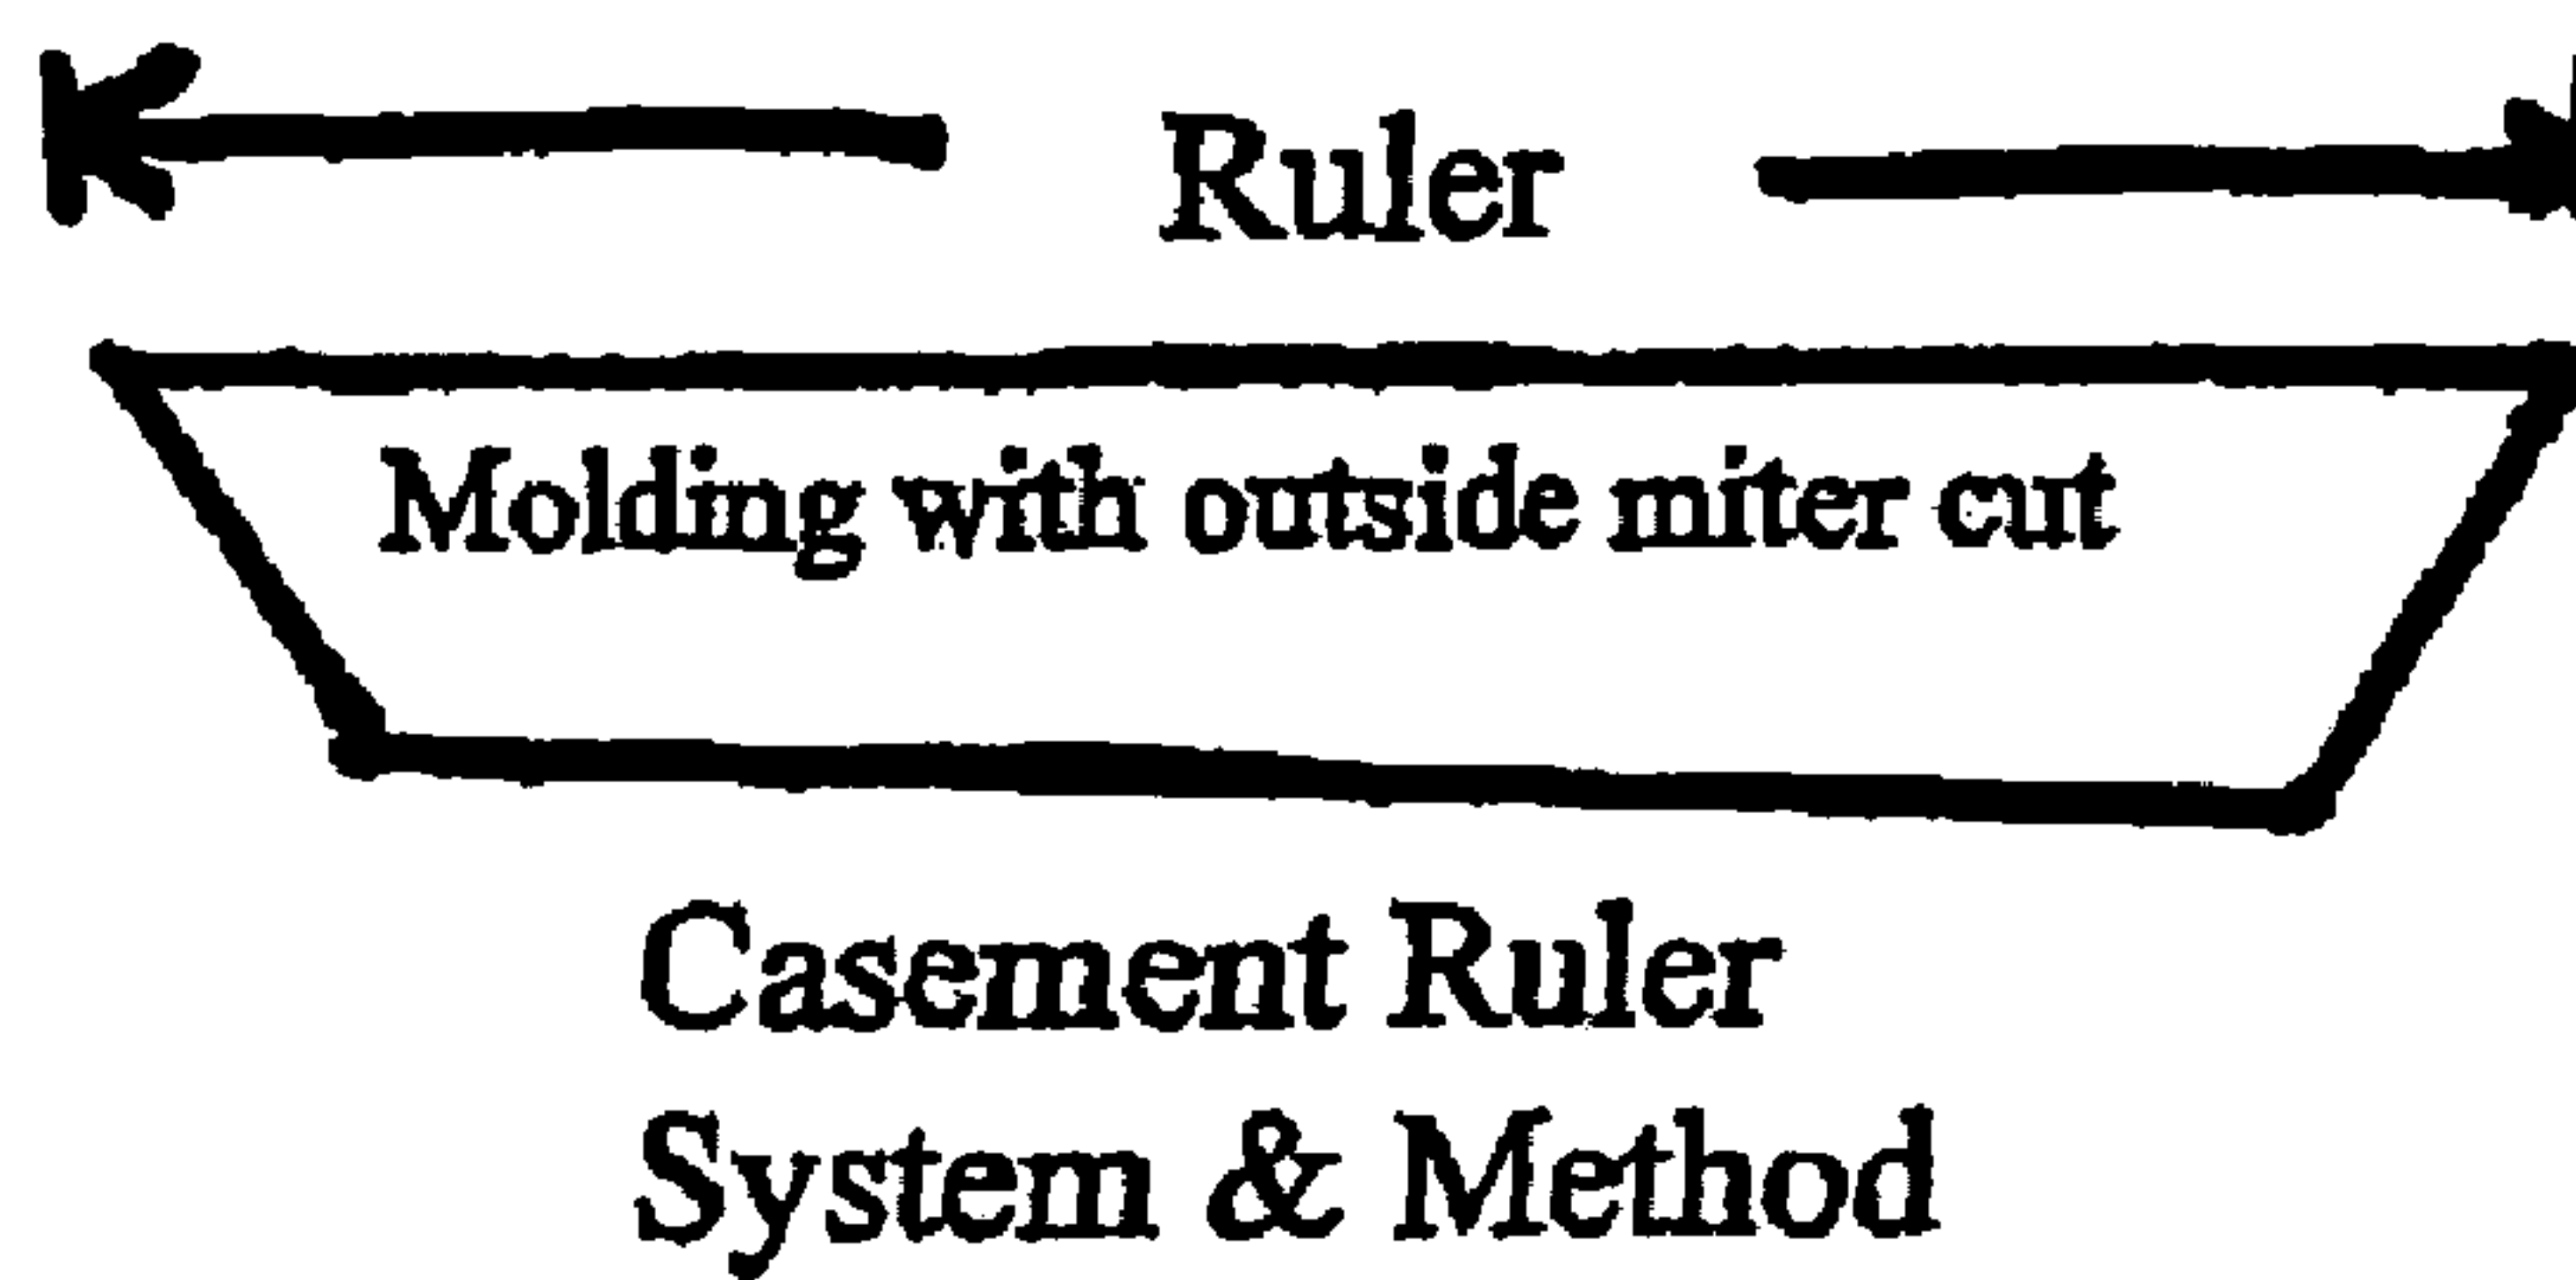 Ruler
Molding with outside miter cut
Casement Ruler
System & Method